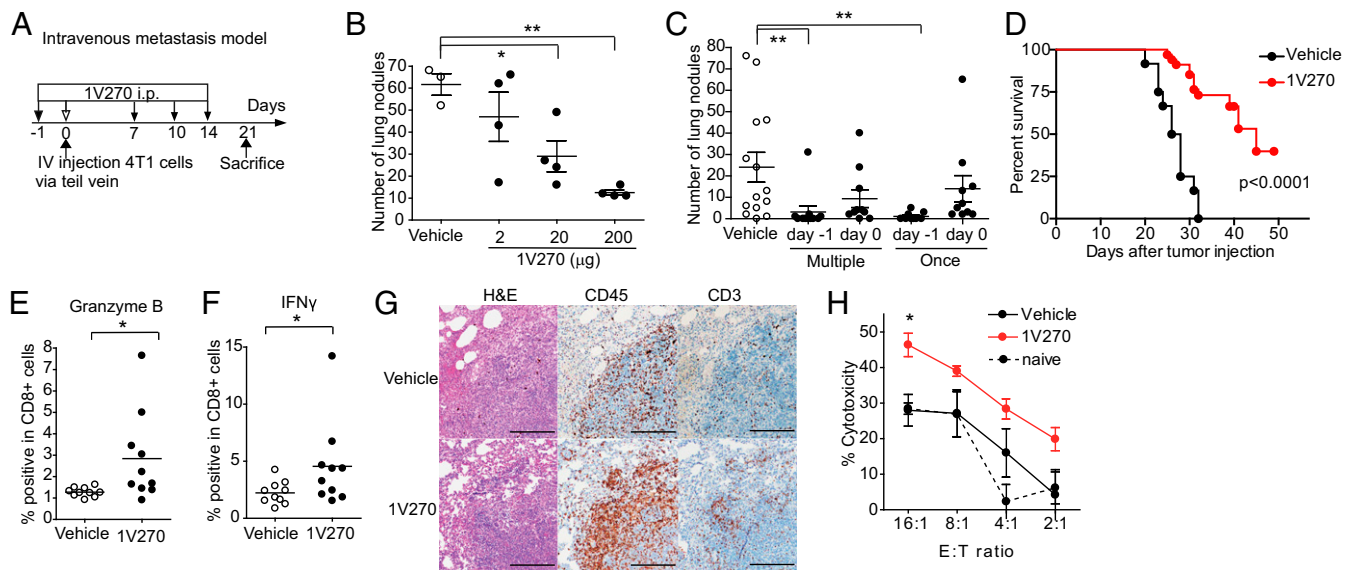 A
Intravenous metastasis model
1V270 i.p.
Days
-1 0 7 10 14 21
IV injection 4T1 cells
via teil vein
Sacrifice
B
**
*
Number of lung nodules
70
60
50
40
30
20
10
0
Vehicle 2 20 200
1V270 (μg)
C
**
**
Number of lung nodules
80
70
60
50
40
30
20
10
0
Vehicle day -1 day 0 day -1 day 0
Multiple Once
D
Vehicle
1V270
Percent survival
100
75
50
25
0
p<0.0001
0 10 20 30 40 50
Days after tumor injection
E
Granzyme B
*
% positive in CD8+ cells
8
7
6
5
4
3
2
1
0
Vehicle 1V270
F
IFNγ
*
% positive in CD8+ cells
15
10
5
0
Vehicle 1V270
G
H&E CD45 CD3
Vehicle
1V270
H
Vehicle
1V270
naive
*
% Cytotoxicity
50
40
30
20
10
0
16:1 8:1 4:1 2:1
E:T ratio